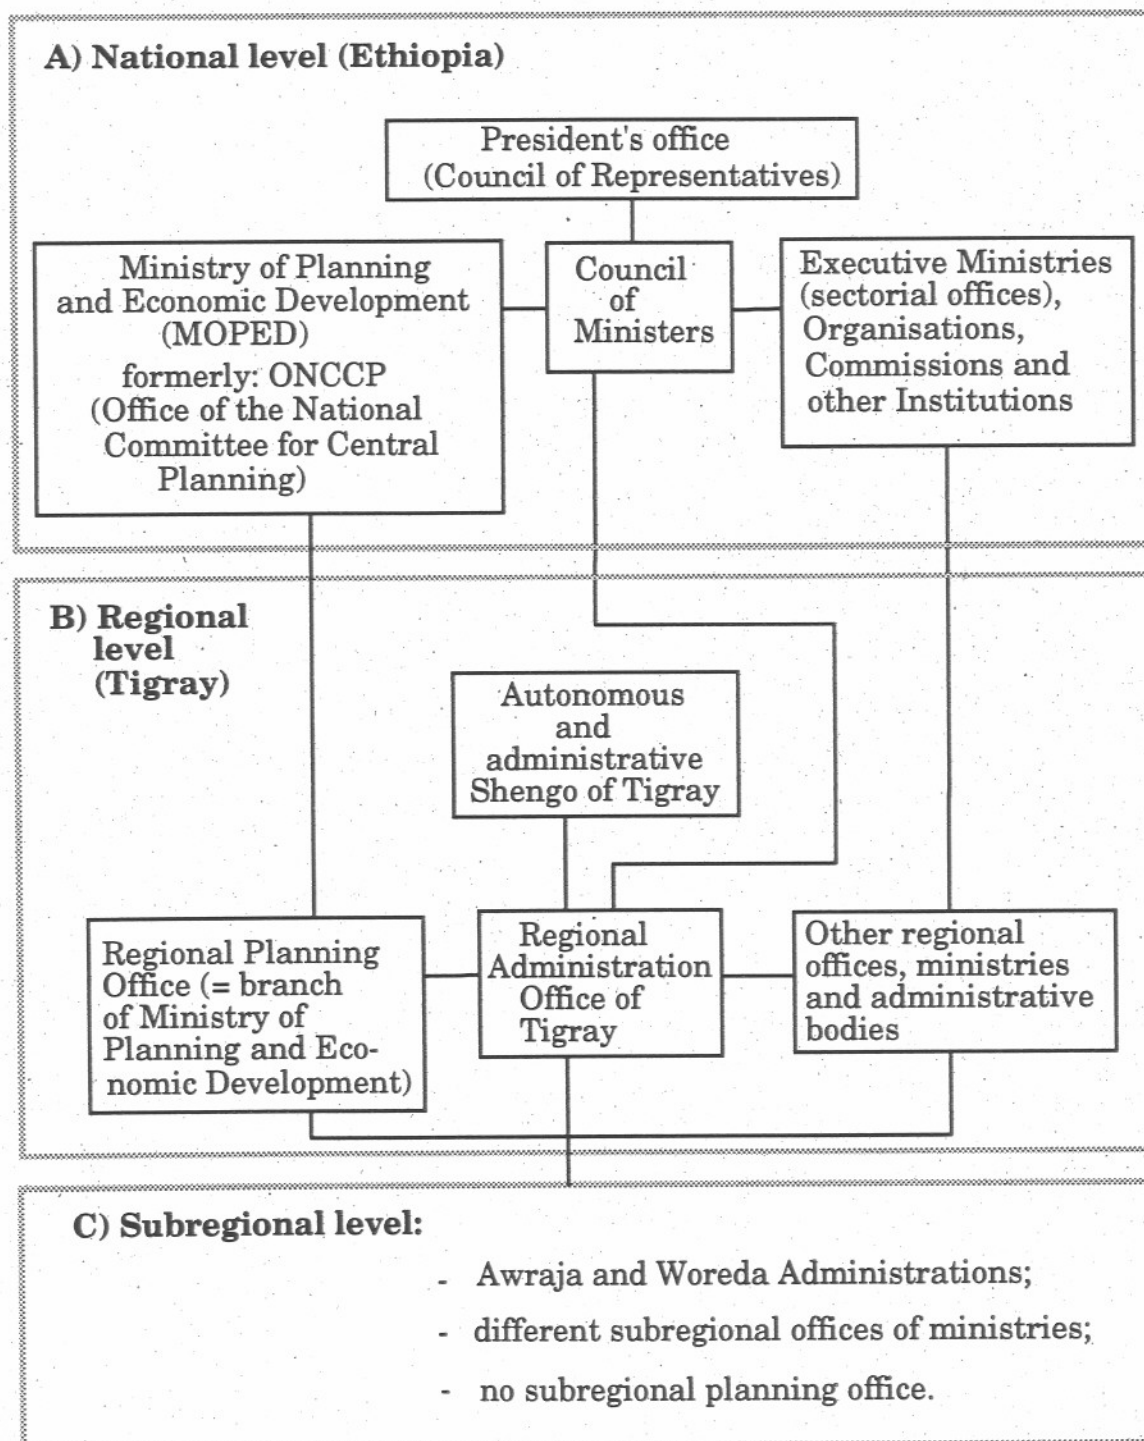 A) National level (Ethiopia)
President's office
(Council of Representatives)
Ministry of Planning
and Economic Development
(MOPED)
formerly: ONCCP
(Office of the National
Committee for Central
Planning)
Council
of
Ministers
Executive Ministries
(sectorial offices),
Organisations,
Commissions and
other Institutions
B) Regional
level
(Tigray)
Autonomous
and
administrative
Shengo of Tigray
Regional Planning
Office (= branch
of Ministry of
Planning and Eco-
nomic Development)
Regional
Administration
Office of
Tigray
Other regional
offices, ministries
and administrative
bodies
C) Subregional level:
- Awraja and Woreda Administrations;
- different subregional offices of ministries;
- no subregional planning office.